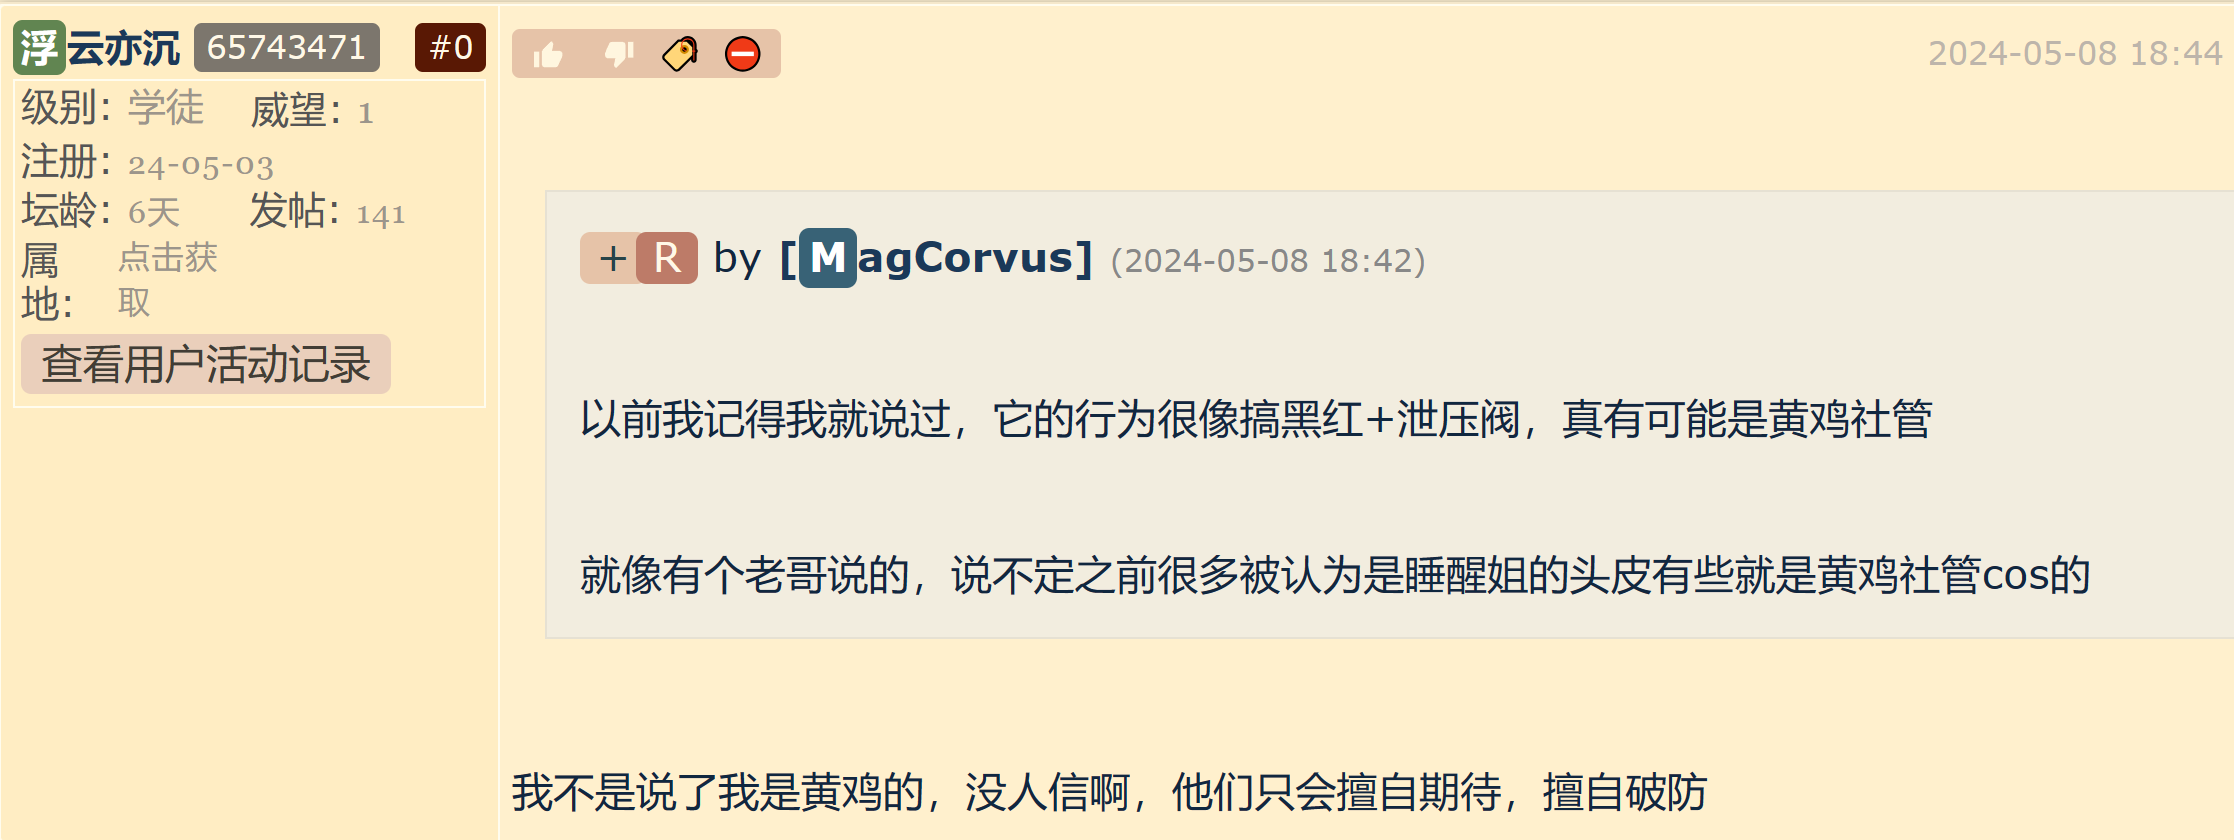 浮云亦沉 65743471 #0
级别：学徒 威望：1
注册：24-05-03
坛龄：6天 发帖：141
属地：点击获取
查看用户活动记录
2024-05-08 18:44
+ R by [MagCorvus] (2024-05-08 18:42)
以前我记得我就说过，它的行为很像搞黑红+泄压阀，真有可能是黄鸡社管
就像有个老哥说的，说不定之前很多被认为是睡醒姐的头皮有些就是黄鸡社管cos的
我不是说了我是黄鸡的，没人信啊，他们只会擅自期待，擅自破防